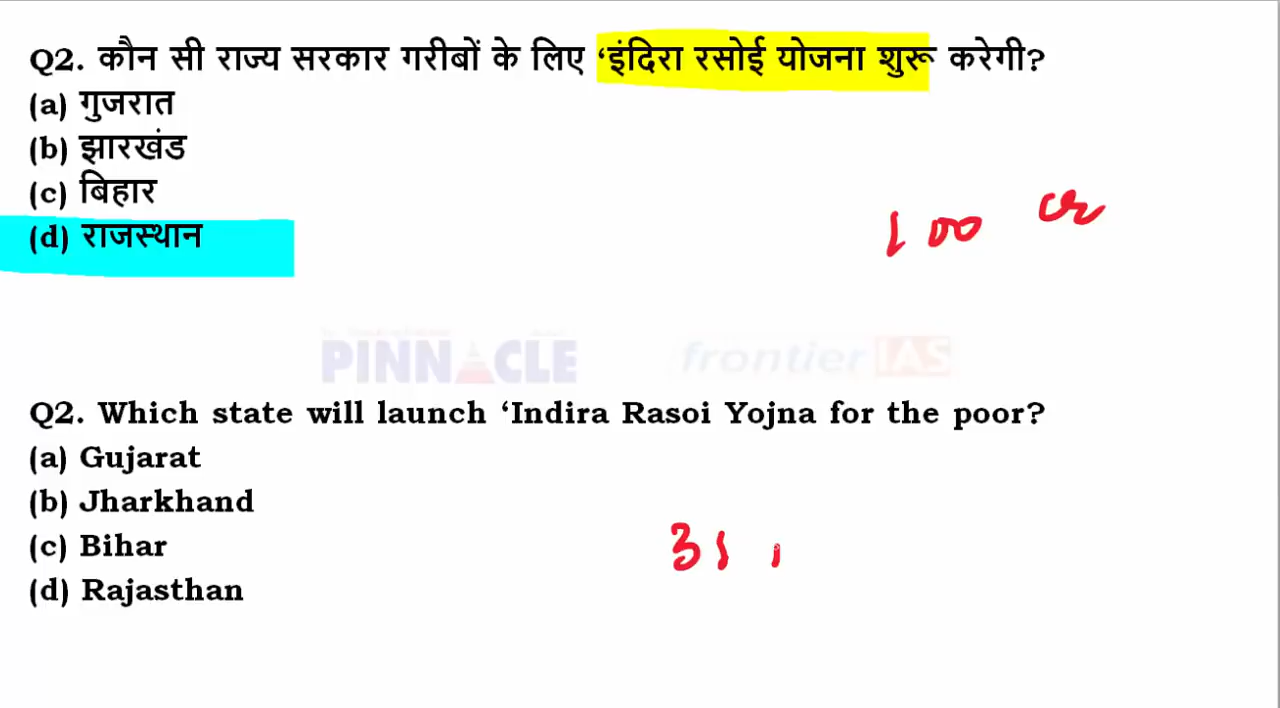 Q2. कौन सी राज्य सरकार गरीबों के लिए ‘इंदिरा रसोई योजना शुरू करेगी?
(a) गुजरात
(b) झारखंड
(c) बिहार
(d) राजस्थान
100 cr
PINNACLE frontier IAS
Q2. Which state will launch ‘Indira Rasoi Yojna for the poor?
(a) Gujarat
(b) Jharkhand
(c) Bihar
(d) Rajasthan